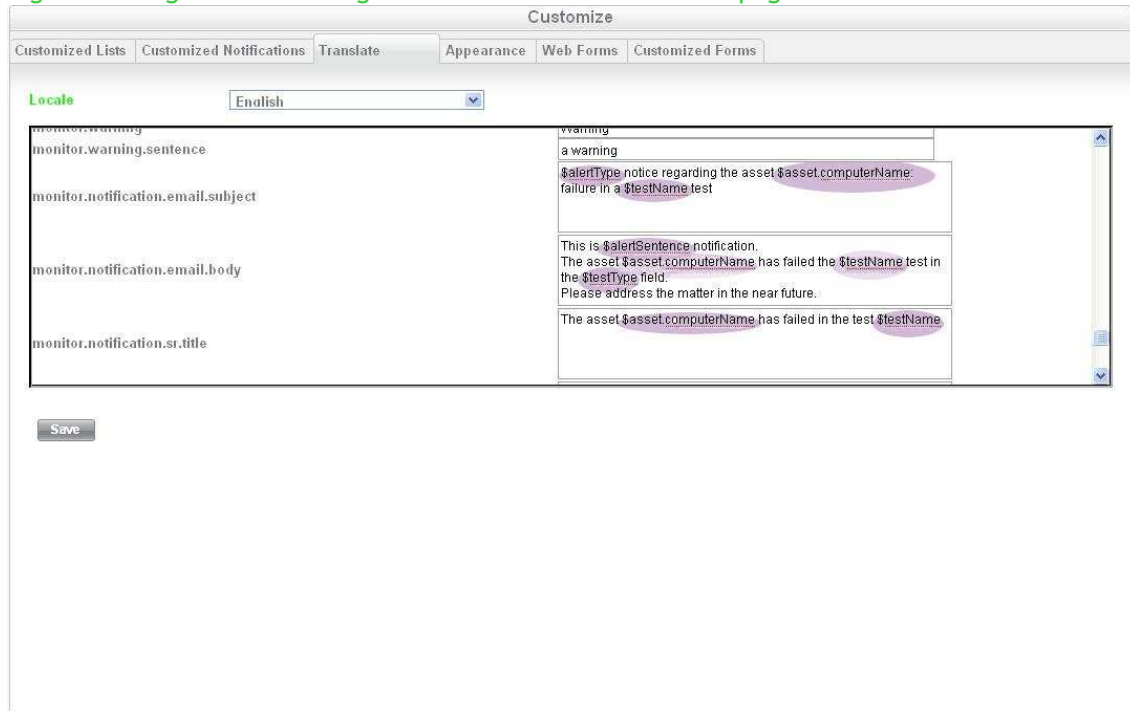 Customize
Customized Lists Customized Notifications Translate Appearance Web Forms Customized Forms
Locale English
monitor.warning warning
monitor.warning.sentence a warning
$alertType notice regarding the asset $asset.computerName:
failure in a $testName test
monitor.notification.email.subject
This is $alertSentence notification.
The asset $asset.computerName has failed the $testName test in
monitor.notification.email.body
the $testType field.
Please address the matter in the near future.
The asset $asset.computerName has failed in the test $testName
monitor.notification.sr.title
Save